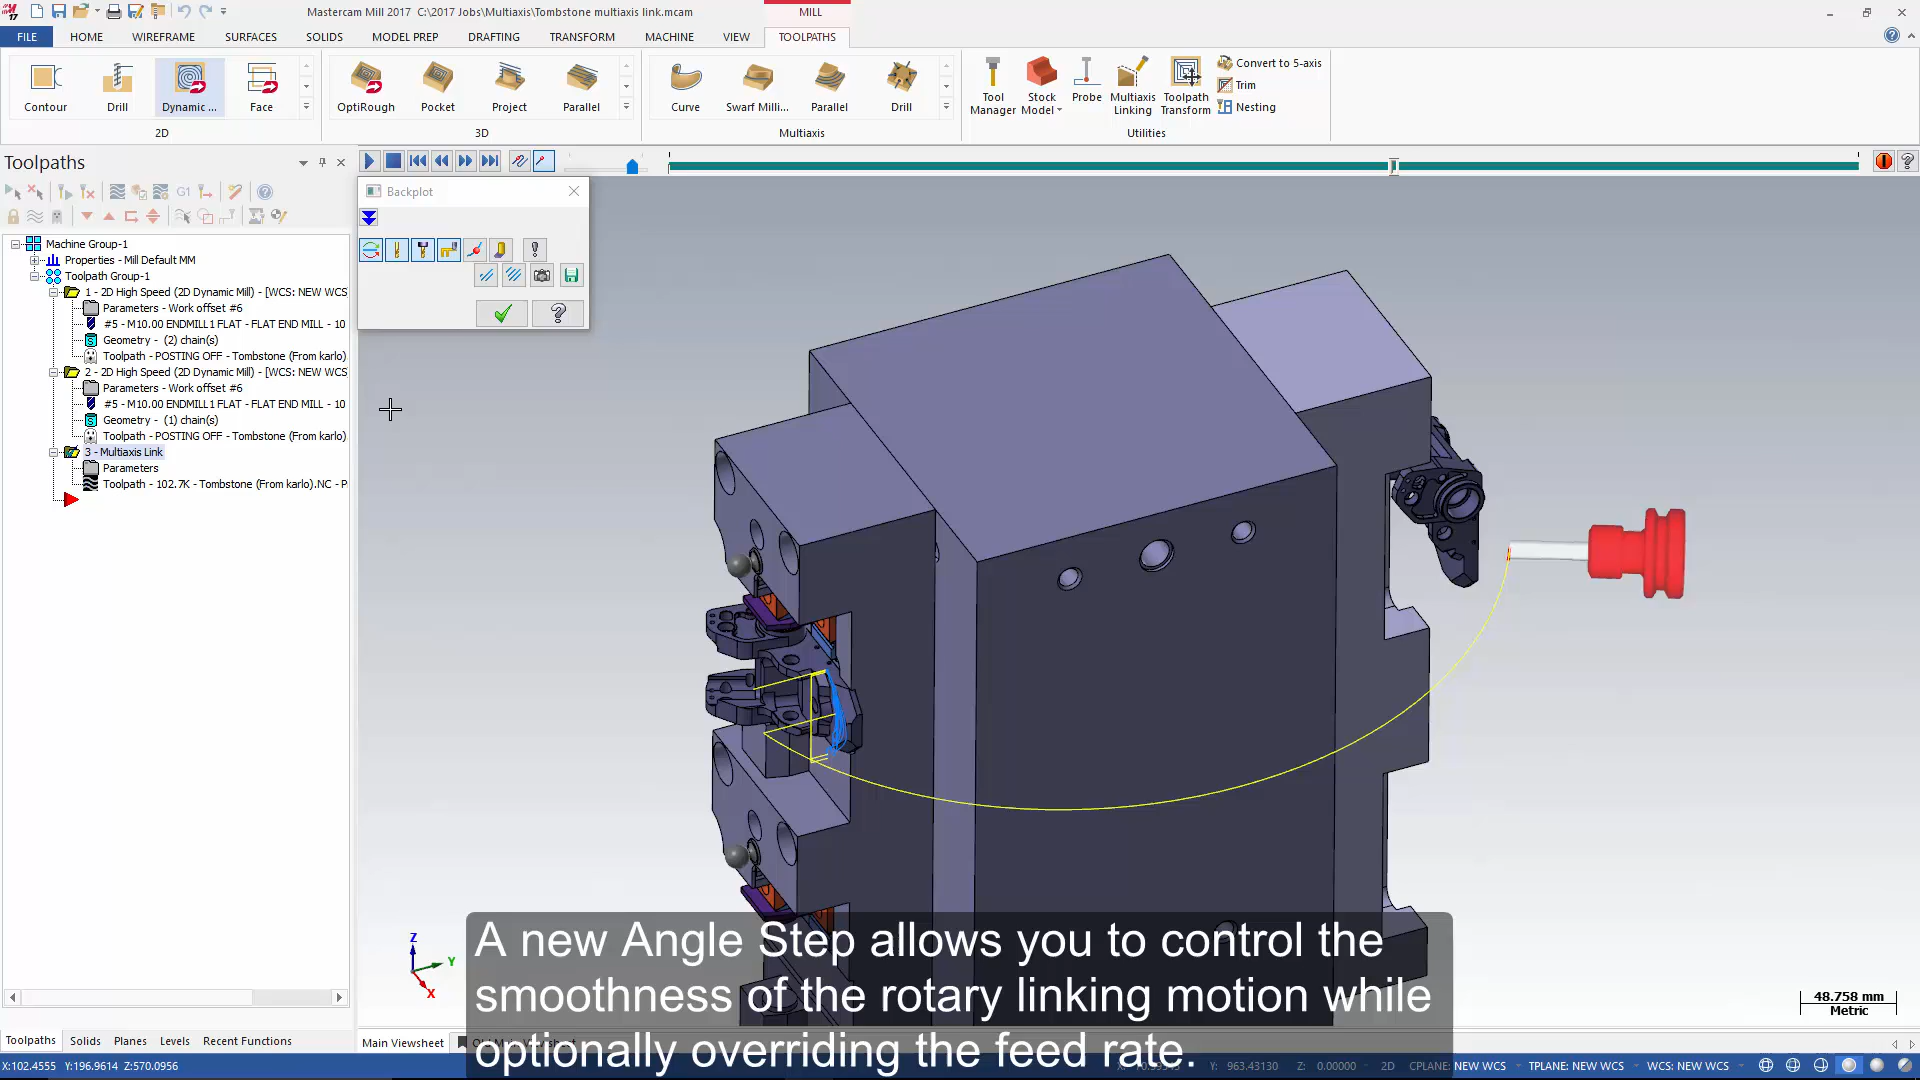 Mastercam Mill 2017  C:\2017 Jobs\Multiaxis\Tombstone multiaxis link.mcam
MILL
FILE HOME WIREFRAME SURFACES SOLIDS MODEL PREP DRAFTING TRANSFORM MACHINE VIEW TOOLPATHS
Contour Drill Dynamic ... Face
2D
OptiRough Pocket Project Parallel
3D
Curve Swarf Milli... Parallel Drill
Multiaxis
Tool Manager
Stock Model
Probe
Multiaxis Linking
Toolpath Transform
Convert to 5-axis
Trim
Nesting
Utilities
Toolpaths
G1
Backplot
Machine Group-1
Properties - Mill Default MM
Toolpath Group-1
1 - 2D High Speed (2D Dynamic Mill) - [WCS: NEW WCS
Parameters - Work offset #6
#5 - M10.00 ENDMILL1 FLAT - FLAT END MILL - 10
Geometry - (2) chain(s)
Toolpath - POSTING OFF - Tombstone (From karlo)
2 - 2D High Speed (2D Dynamic Mill) - [WCS: NEW WCS
Parameters - Work offset #6
#5 - M10.00 ENDMILL1 FLAT - FLAT END MILL - 10
Geometry - (1) chain(s)
Toolpath - POSTING OFF - Tombstone (From karlo)
3 - Multiaxis Link
Parameters
Toolpath - 102.7K - Tombstone (From karlo).NC - P
Z
Y
X
A new Angle Step allows you to control the
smoothness of the rotary linking motion while
optionally overriding the feed rate.
48.758 mm
Metric
Toolpaths Solids Planes Levels Recent Functions
Main Viewsheet
X:102.4555 Y:196.9614 Z:570.0956
Y: 963.43130 Z: 0.00000 2D CPLANE: NEW WCS TPLANE: NEW WCS WCS: NEW WCS